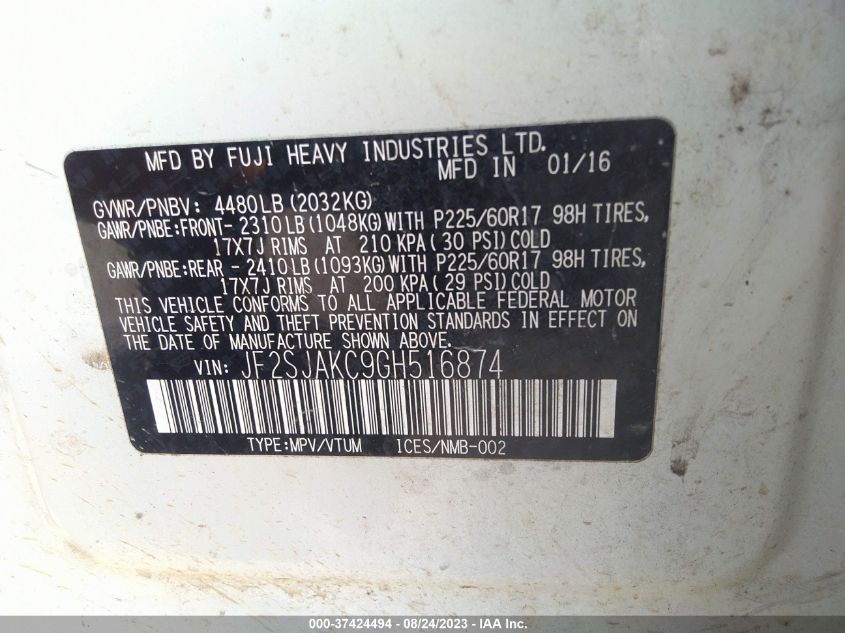 MFD BY FUJI HEAVY INDUSTRIES LTD.
MFD IN 01/16
GVWR/PNBV: 4480LB (2032KG)
GAWR/PNBE:FRONT- 2310LB (1048KG) WITH P225/60R17 98H TIRES,
17X7J RIMS AT 210 KPA ( 30 PSI) COLD
GAWR/PNBE:REAR - 2410LB (1093KG) WITH P225/60R17 98H TIRES,
17X7J RIMS AT 200 KPA ( 29 PSI) COLD
THIS VEHICLE CONFORMS TO ALL APPLICABLE FEDERAL MOTOR
VEHICLE SAFETY AND THEFT PREVENTION STANDARDS IN EFFECT ON
THE DATE OF MANUFACTURE SHOWN ABOVE.
VIN: JF2SJAKC9GH516874
TYPE:MPV/VTUM ICES/NMB-002
000-37424494 - 08/24/2023 - IAA Inc.